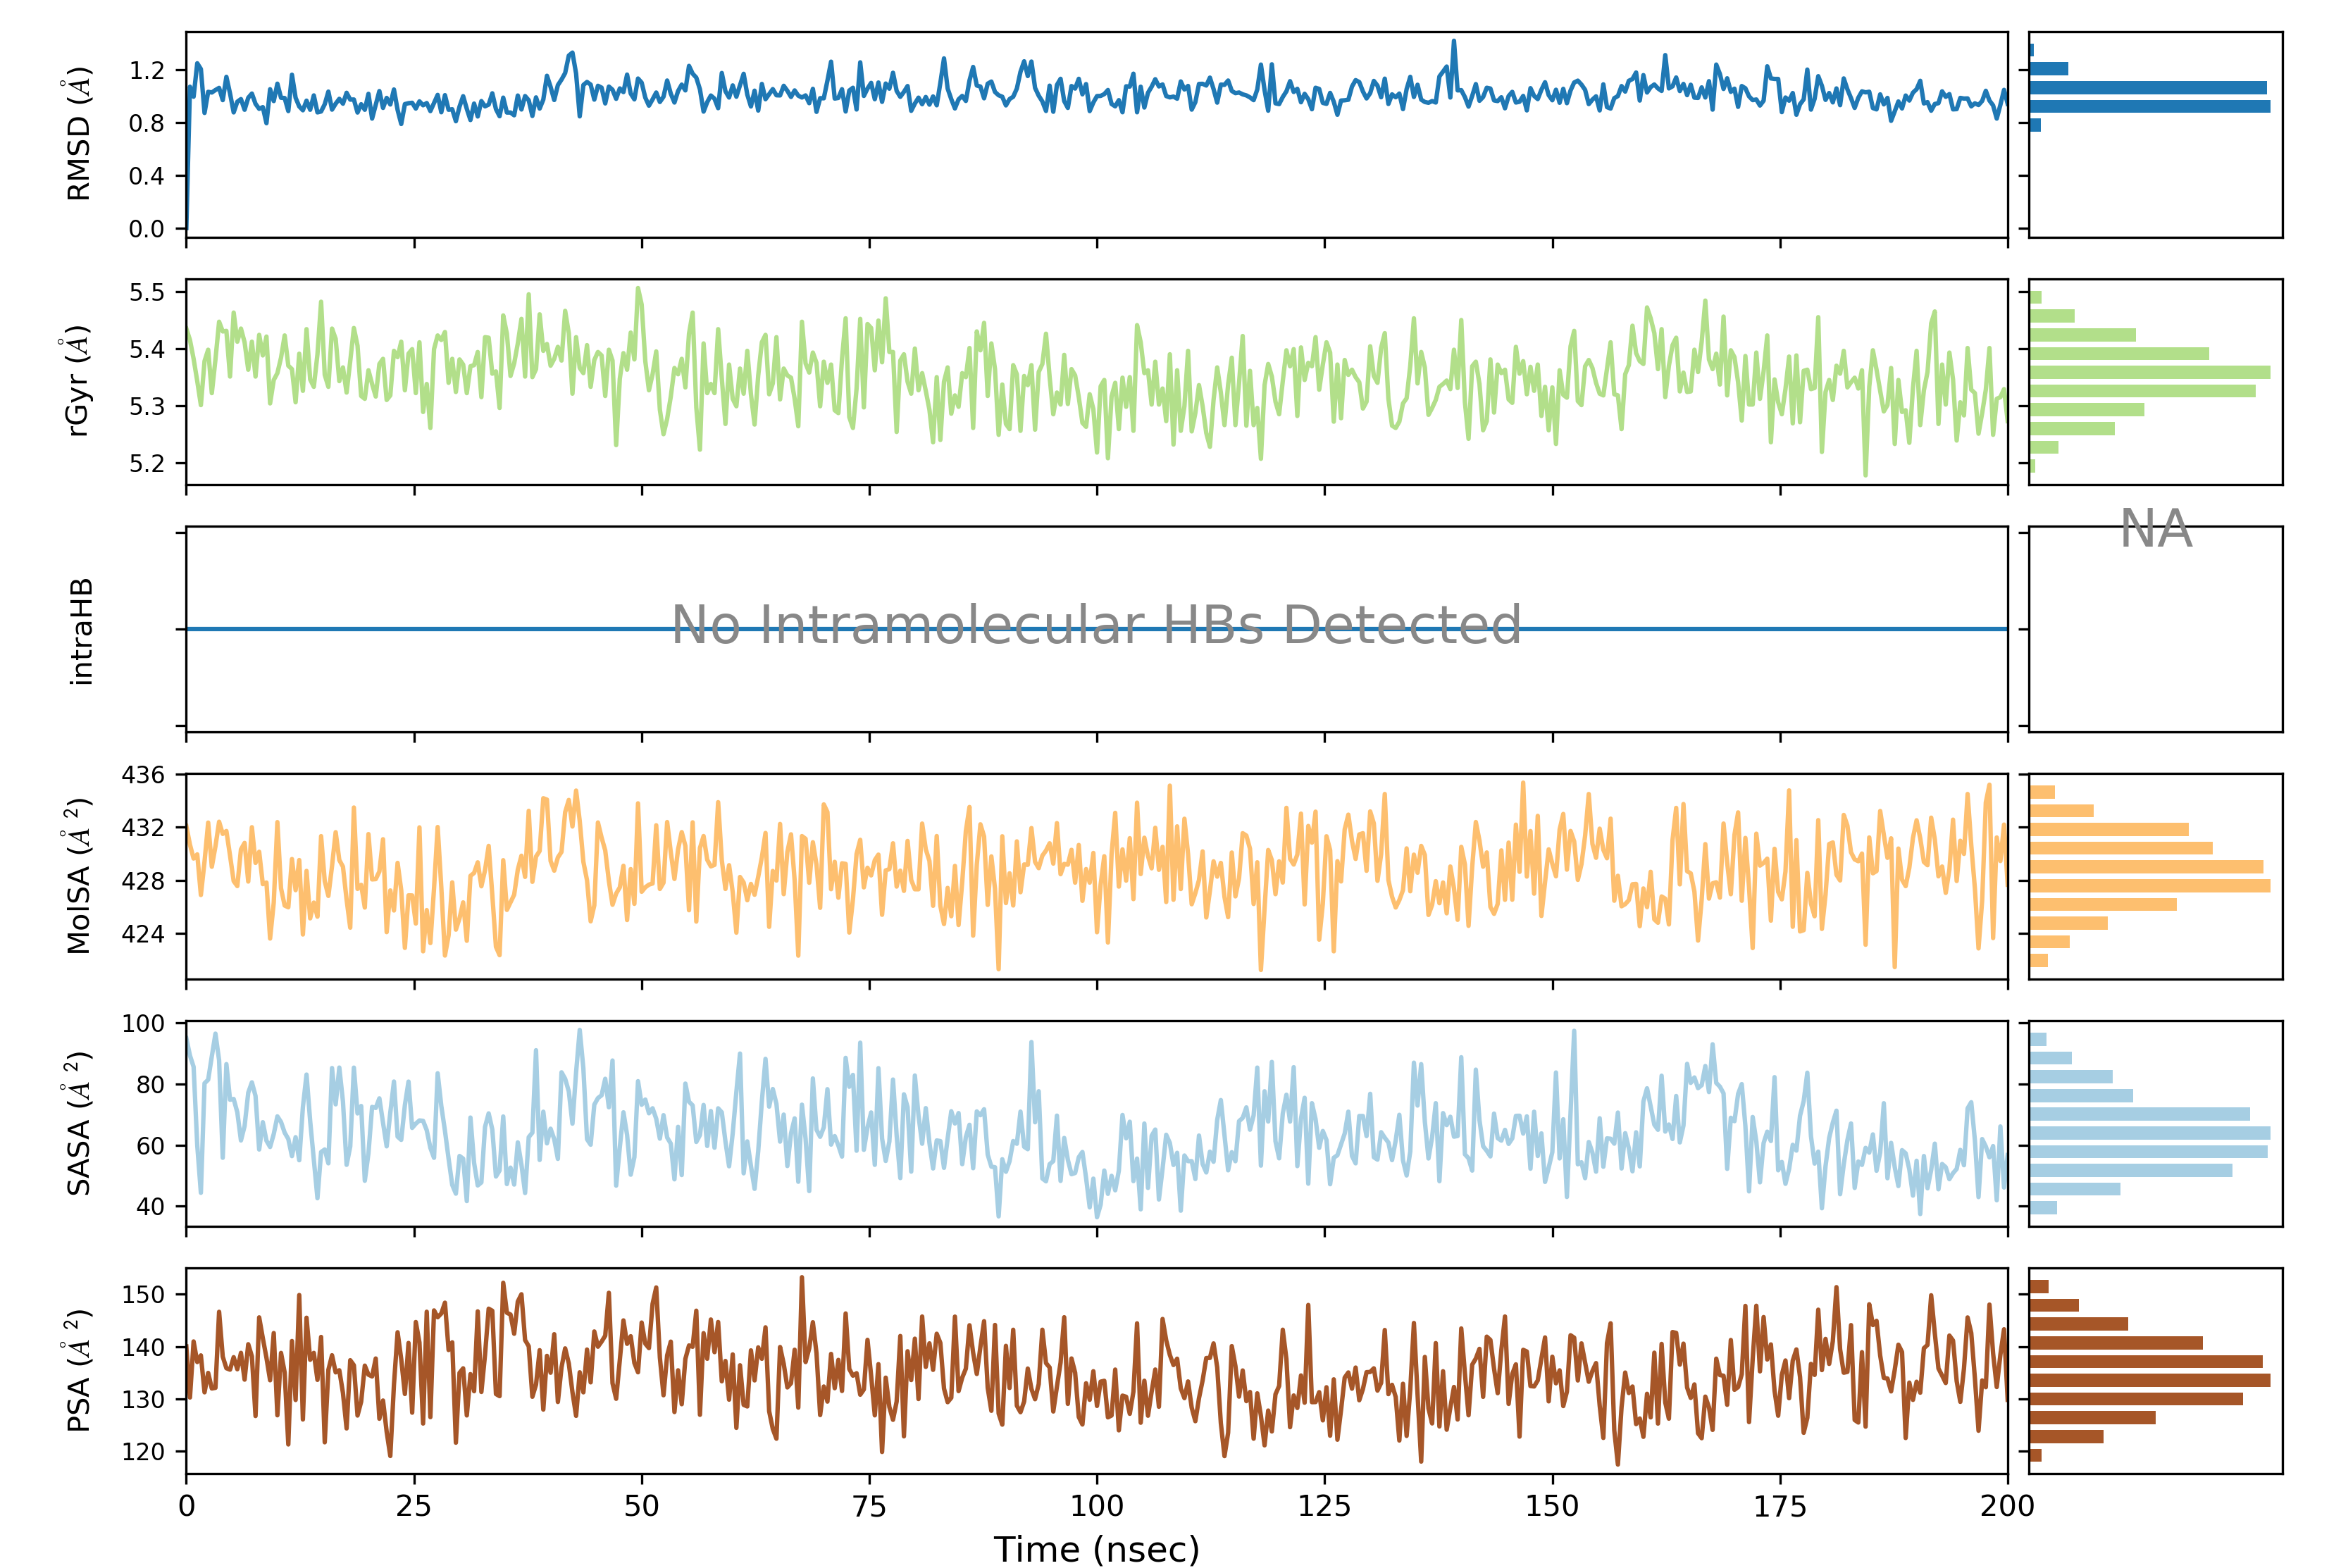 RMSD (Å)
1.2
0.8
0.4
0.0
rGyr (Å)
5.5
5.4
5.3
5.2
NA
intraHB
No Intramolecular HBs Detected
MolSA (Å²)
436
432
428
424
SASA (Å²)
100
80
60
40
PSA (Å²)
150
140
130
120
0 25 50 75 100 125 150 175 200
Time (nsec)